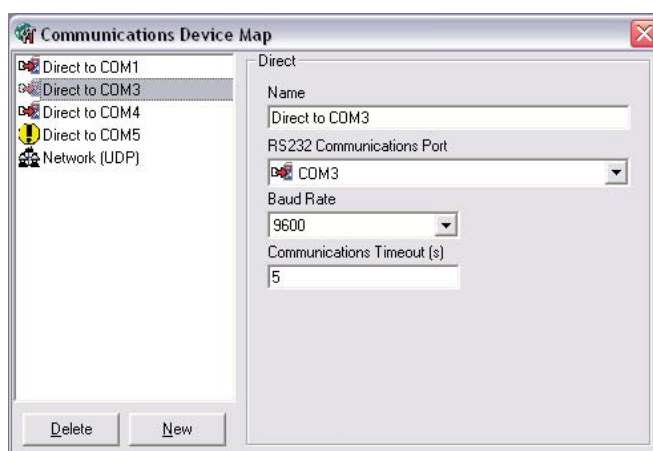 Communications Device Map
Direct to COM1
Direct to COM3
Direct to COM4
Direct to COM5
Network (UDP)
Direct
Name
Direct to COM3
RS232 Communications Port
COM3
Baud Rate
9600
Communications Timeout (s)
5
Delete
New